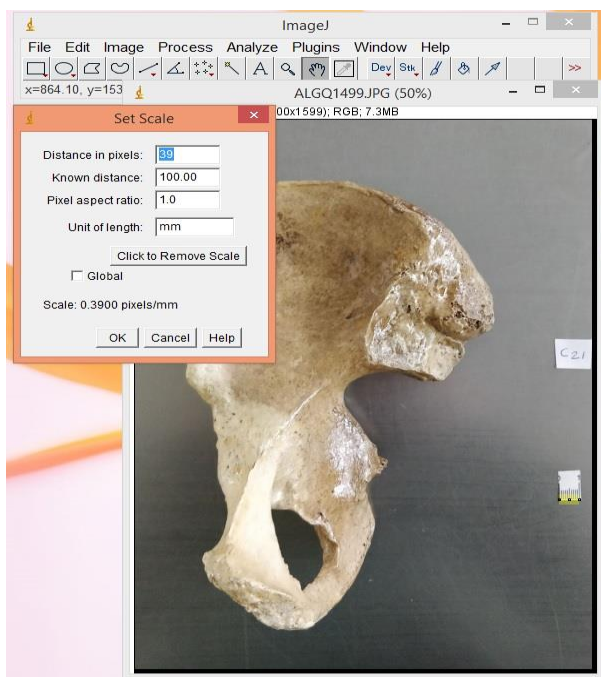 ImageJ
File Edit Image Process Analyze Plugins Window Help
A Dev Stk >>
x=864.10, y=153
ALGQ1499.JPG (50%)
00x1599); RGB; 7.3MB
Set Scale
Distance in pixels: 39
Known distance: 100.00
Pixel aspect ratio: 1.0
Unit of length: mm
Click to Remove Scale
Global
Scale: 0.3900 pixels/mm
OK Cancel Help
C21